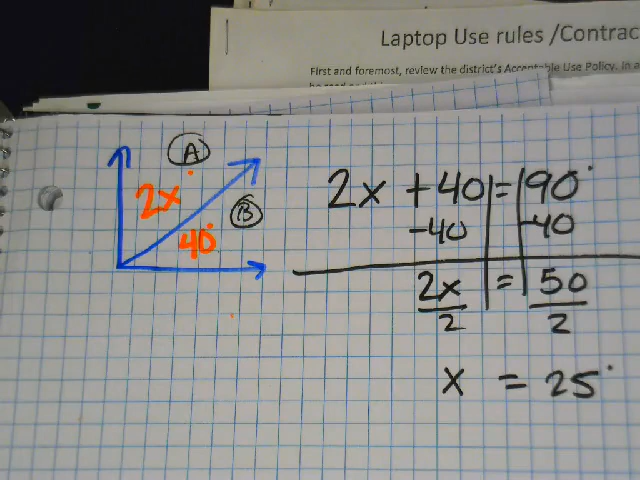 Laptop Use rules /Contrac
First and foremost, review the district's Acceptable Use Policy. In a
A
2x°
B
40°
2x + 40 = 90°
-40 -40
2x = 50
2 2
x = 25°